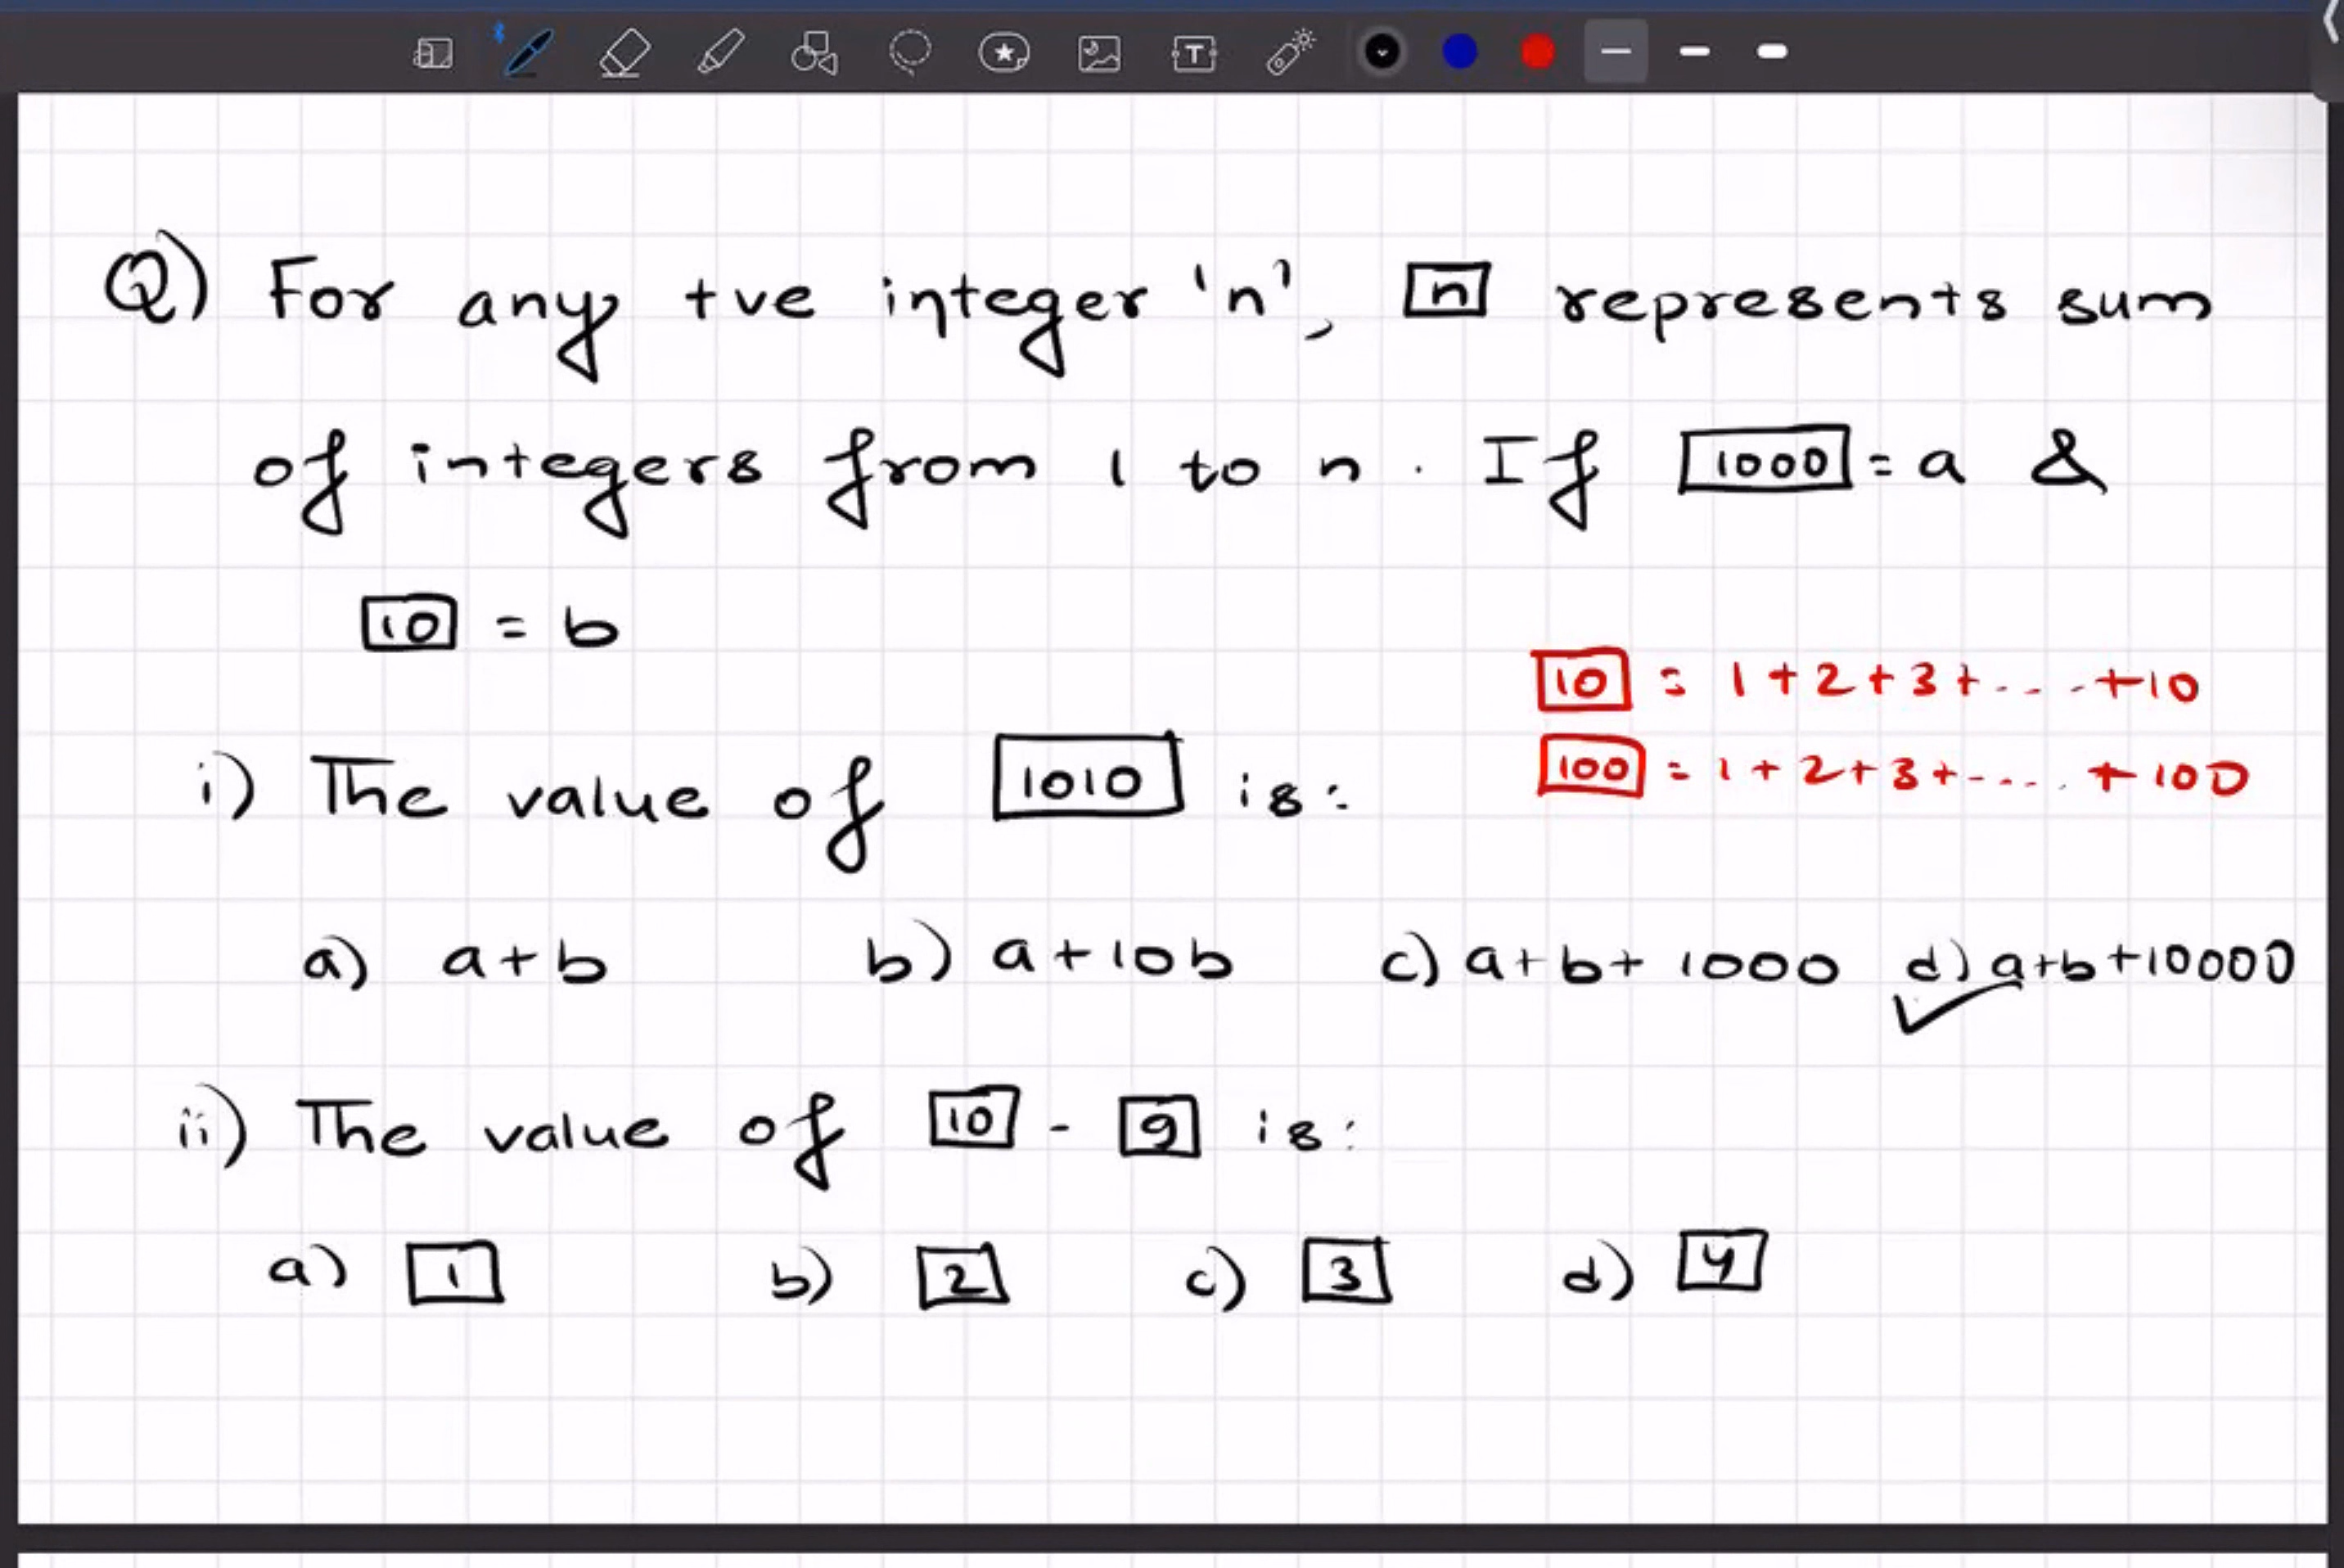 Q) For any +ve integer 'n', n represents sum
of integers from 1 to n. If 1000 = a &
10 = b
10 = 1+2+3+....+10
100 = 1+2+3+..... +100
i) The value of 1010 is:
a) a+b b) a+10b c) a+b+1000 d) a+b+10000
ii) The value of 10 - 9 is:
a) 1 b) 2 c) 3 d) 4